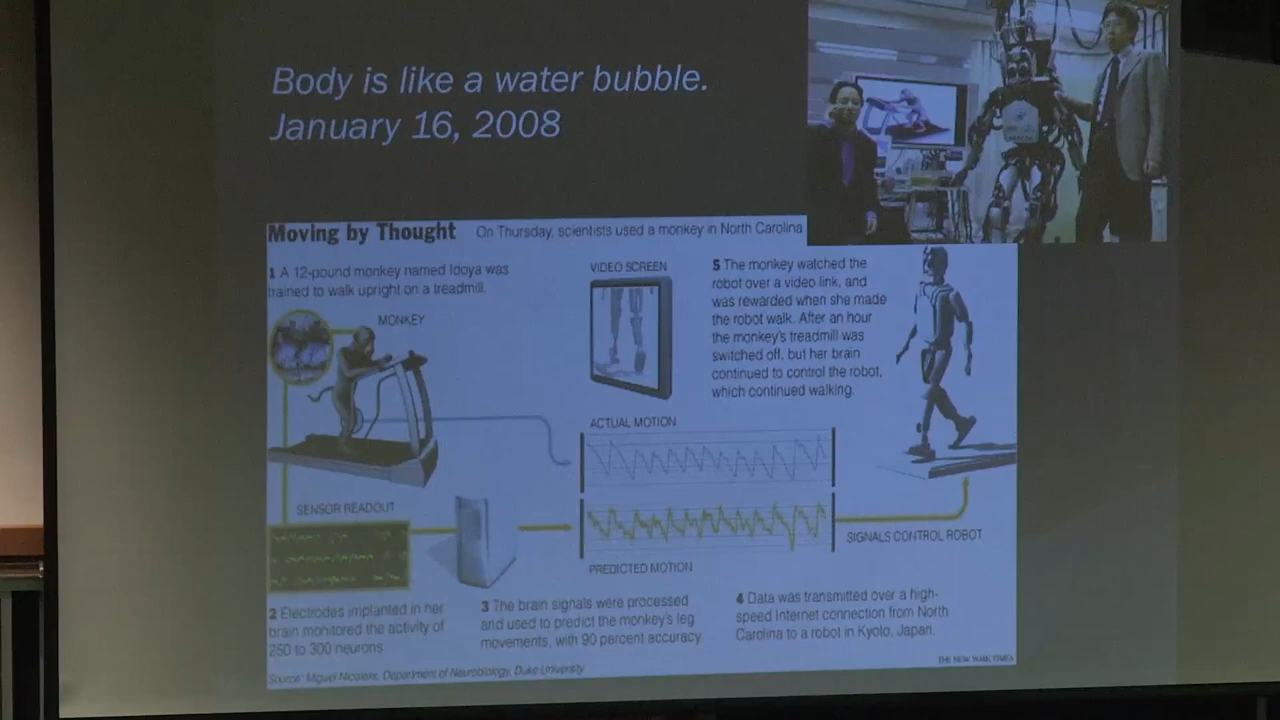 Body is like a water bubble.
January 16, 2008
Moving by Thought
On Thursday, scientists used a monkey in North Carolina
1 A 12-pound monkey named Idoya was
trained to walk upright on a treadmill.
MONKEY
VIDEO SCREEN
5 The monkey watched the
robot over a video link, and
was rewarded when she made
the robot walk. After an hour
the monkey's treadmill was
switched off, but her brain
continued to control the robot,
which continued walking.
ACTUAL MOTION
SENSOR READOUT
PREDICTED MOTION
SIGNALS CONTROL ROBOT
2 Electrodes implanted in her
brain monitored the activity of
250 to 300 neurons
3 The brain signals were processed
and used to predict the monkey's leg
movements, with 90 percent accuracy
4 Data was transmitted over a high-
speed Internet connection from North
Carolina to a robot in Kyoto, Japan.
Source: Miguel Nicolelis, Department of Neurobiology, Duke University
THE NEW YORK TIMES